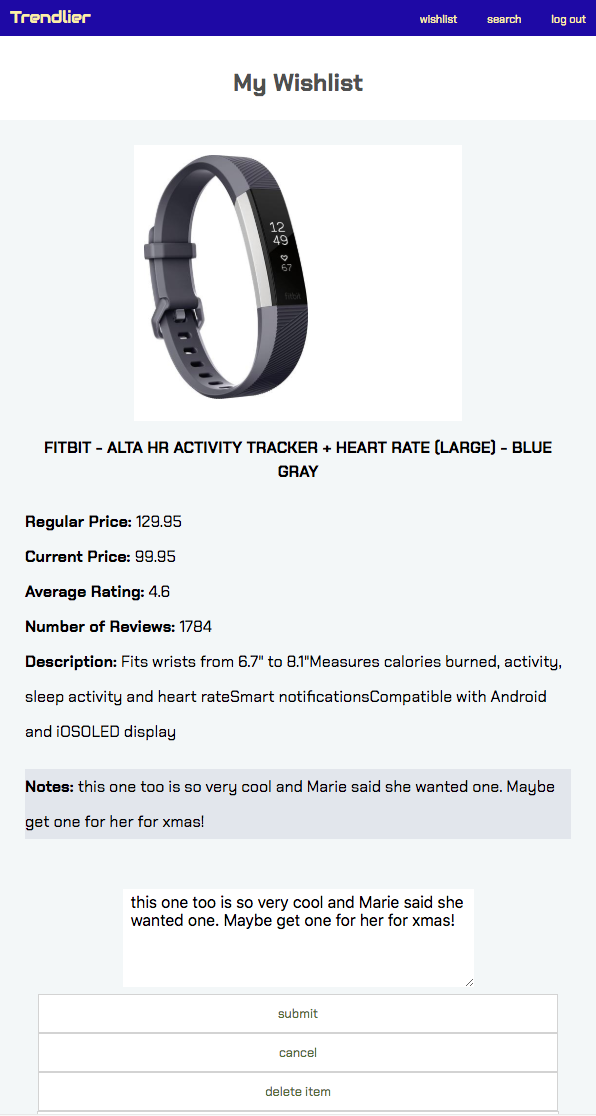 Trendlier
wishlist search log out
My Wishlist
12
49
67
fitbit
FITBIT - ALTA HR ACTIVITY TRACKER + HEART RATE (LARGE) - BLUE
GRAY
Regular Price: 129.95
Current Price: 99.95
Average Rating: 4.6
Number of Reviews: 1784
Description: Fits wrists from 6.7" to 8.1"Measures calories burned, activity,
sleep activity and heart rateSmart notificationsCompatible with Android
and iOSOLED display
Notes: this one too is so very cool and Marie said she wanted one. Maybe
get one for her for xmas!
this one too is so very cool and Marie said she
wanted one. Maybe get one for her for xmas!
submit
cancel
delete item